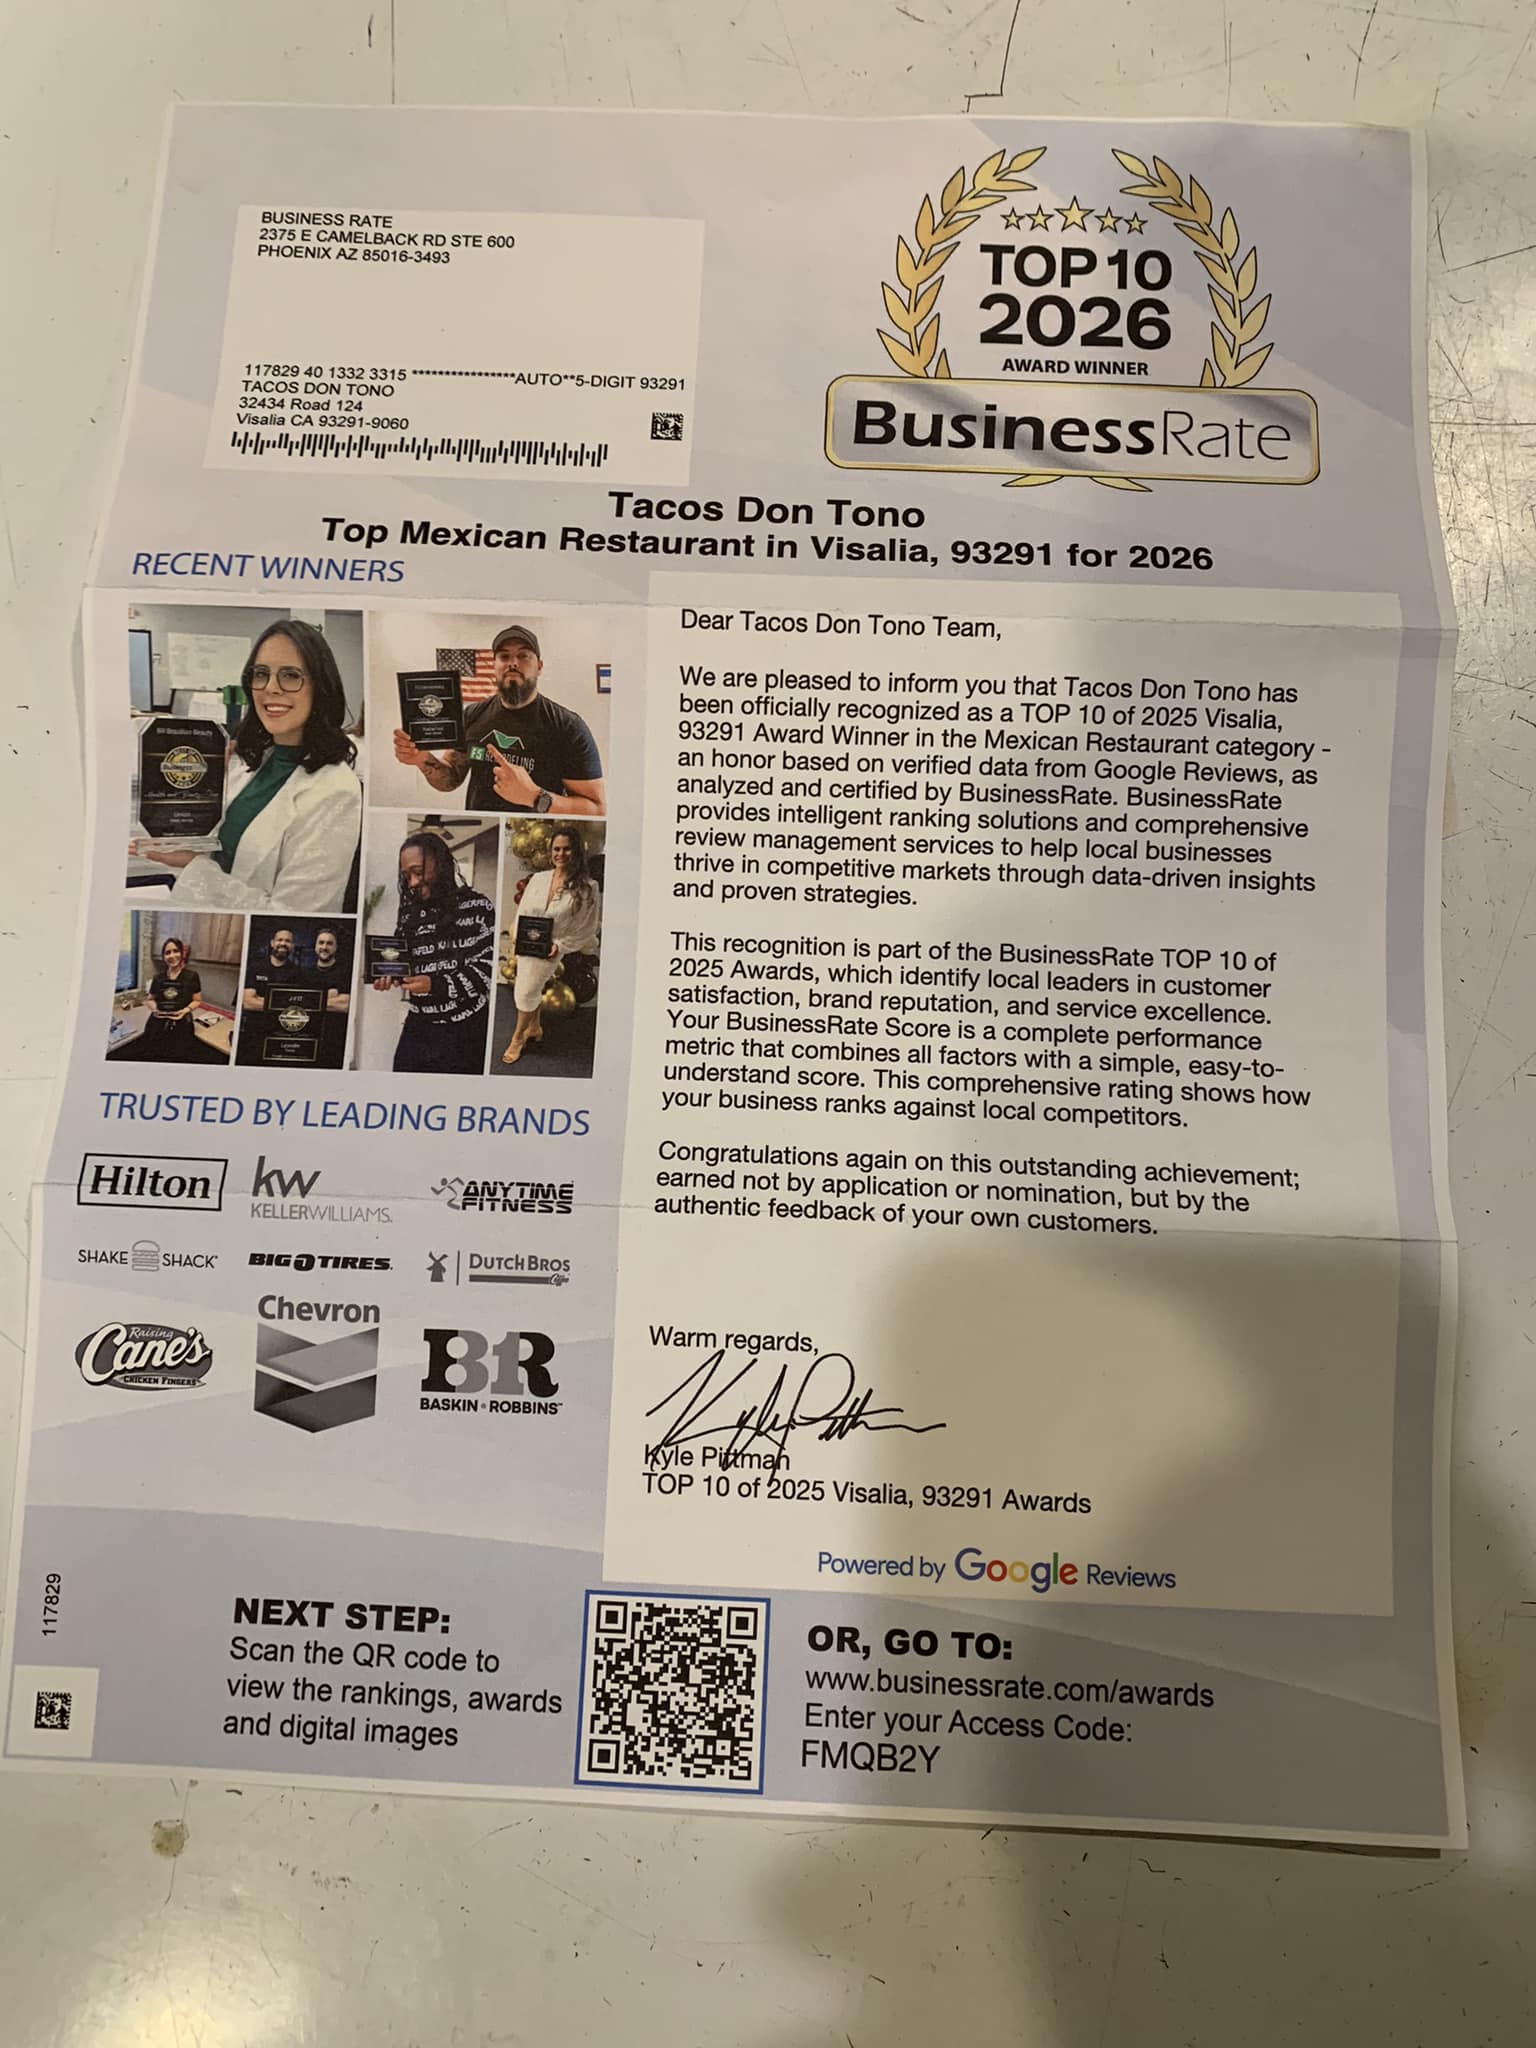 BUSINESS RATE
2375 E CAMELBACK RD STE 600
PHOENIX AZ 85016-3493
117829 40 1332 3315 *****************AUTO**5-DIGIT 93291
TACOS DON TONO
32434 Road 124
Visalia CA 93291-9060
TOP 10
2026
AWARD WINNER
BusinessRate
Tacos Don Tono
Top Mexican Restaurant in Visalia, 93291 for 2026
RECENT WINNERS
Dear Tacos Don Tono Team,
We are pleased to inform you that Tacos Don Tono has
been officially recognized as a TOP 10 of 2025 Visalia,
93291 Award Winner in the Mexican Restaurant category -
an honor based on verified data from Google Reviews, as
analyzed and certified by BusinessRate. BusinessRate
provides intelligent ranking solutions and comprehensive
review management services to help local businesses
thrive in competitive markets through data-driven insights
and proven strategies.
This recognition is part of the BusinessRate TOP 10 of
2025 Awards, which identify local leaders in customer
satisfaction, brand reputation, and service excellence.
Your BusinessRate Score is a complete performance
metric that combines all factors with a simple, easy-to-
understand score. This comprehensive rating shows how
your business ranks against local competitors.
Congratulations again on this outstanding achievement;
earned not by application or nomination, but by the
authentic feedback of your own customers.
Warm regards,
Kyle Pittman
Kyle Pittman
TOP 10 of 2025 Visalia, 93291 Awards
Powered by Google Reviews
TRUSTED BY LEADING BRANDS
Hilton
kw
KELLERWILLIAMS.
ANYTIME
FITNESS
SHAKE SHACK
BIG O TIRES.
DUTCH BROS
Coffee
Raising
Cane's
CHICKEN FINGERS
Chevron
BR
BASKIN ROBBINS
117829
NEXT STEP:
Scan the QR code to
view the rankings, awards
and digital images
OR, GO TO:
www.businessrate.com/awards
Enter your Access Code:
FMQB2Y